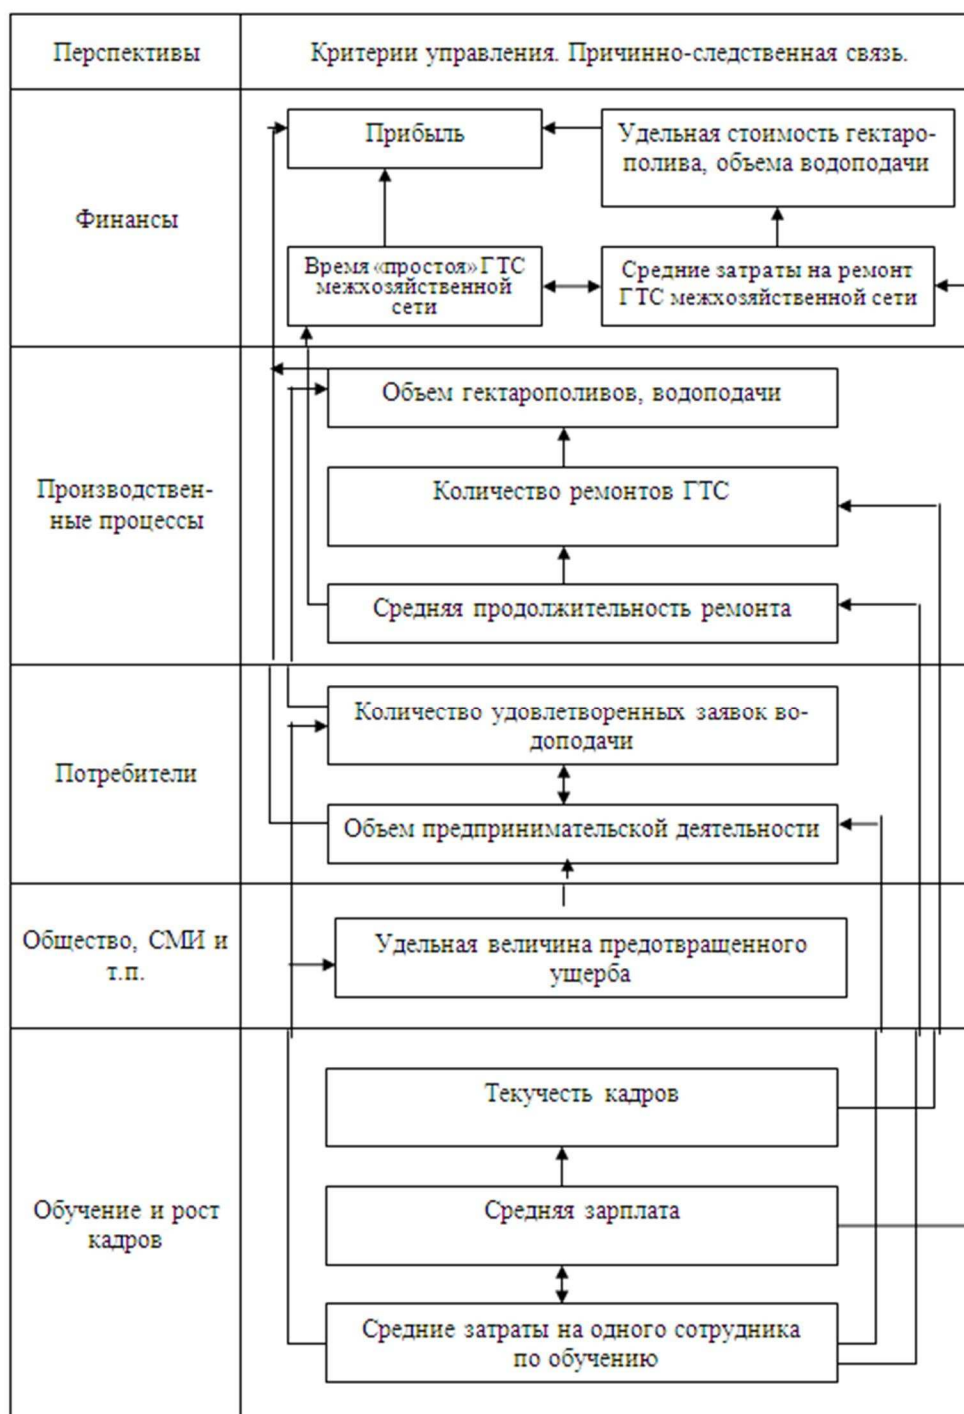 Перспективы
Критерии управления. Причинно-следственная связь.
Финансы
Прибыль
Удельная стоимость гектаро-
полива, объема водоподачи
Время «простоя» ГТС
межхозяйственной
сети
Средние затраты на ремонт
ГТС межхозяйственной сети
Производствен-
ные процессы
Объем гектарополивов, водоподачи
Количество ремонтов ГТС
Средняя продолжительность ремонта
Потребители
Количество удовлетворенных заявок во-
доподачи
Объем предпринимательской деятельности
Общество, СМИ и
т.п.
Удельная величина предотвращенного
ущерба
Обучение и рост
кадров
Текучесть кадров
Средняя зарплата
Средние затраты на одного сотрудника
по обучению